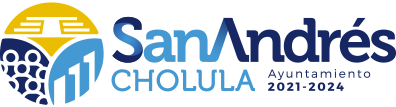 SanAndrés
CHOLULA
Ayuntamiento
2021-2024